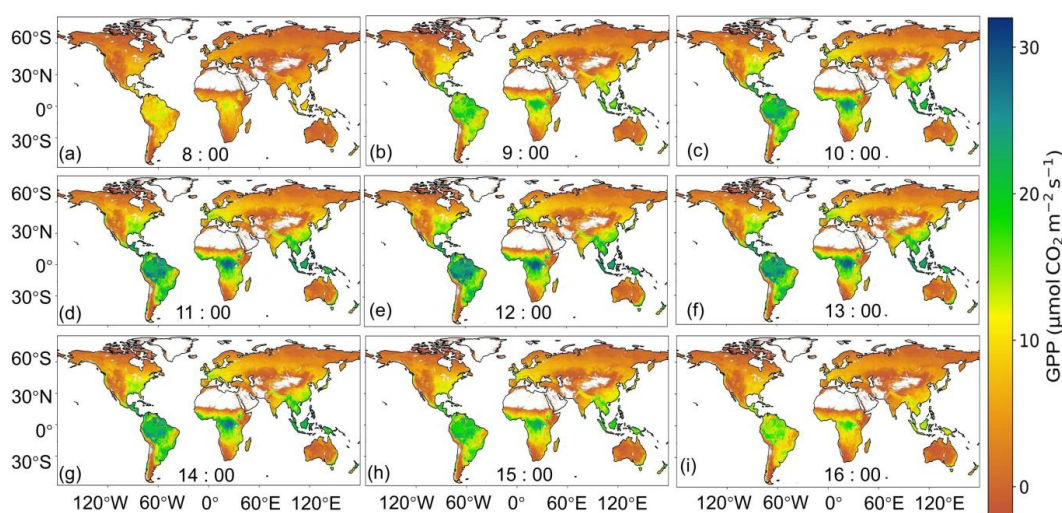 60°S
30°N
0°
30°S
(a) 8 : 00
(b) 9 : 00
(c) 10 : 00
60°S
30°N
0°
30°S
(d) 11 : 00
(e) 12 : 00
(f) 13 : 00
60°S
30°N
0°
30°S
(g) 14 : 00
(h) 15 : 00
(i) 16 : 00
120°W 60°W 0° 60°E 120°E
120°W 60°W 0° 60°E 120°E
120°W 60°W 0° 60°E 120°E
30
20
10
0
GPP (μmol CO₂ m⁻² s⁻¹)